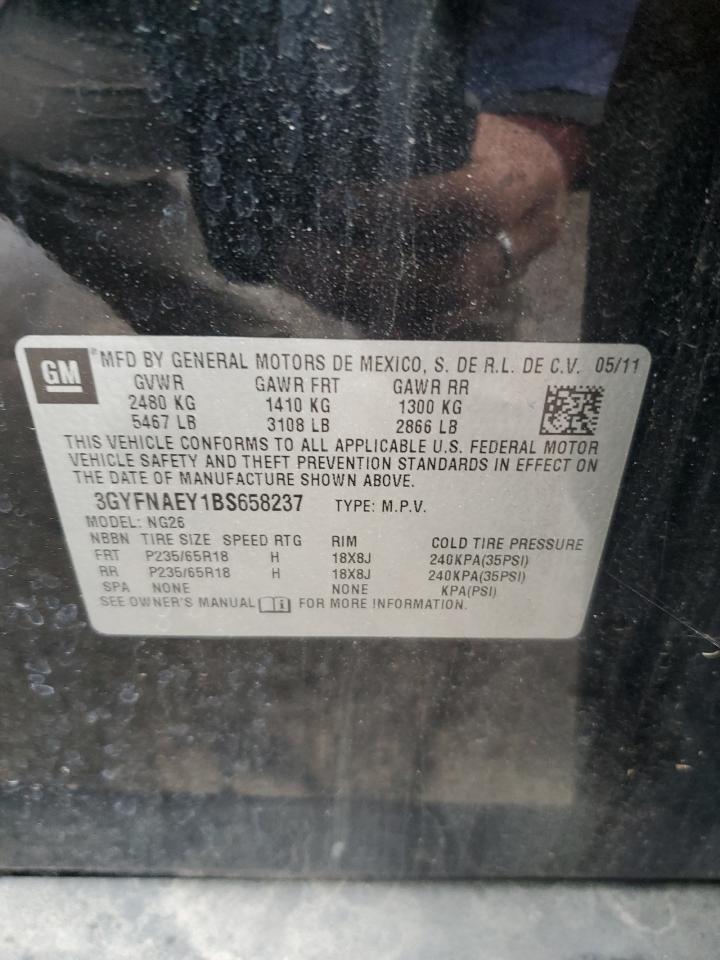 GM
MFD BY GENERAL MOTORS DE MEXICO, S. DE R.L. DE C.V. 05/11
GVWR GAWR FRT GAWR RR
2480 KG 1410 KG 1300 KG
5467 LB 3108 LB 2866 LB
THIS VEHICLE CONFORMS TO ALL APPLICABLE U.S. FEDERAL MOTOR
VEHICLE SAFETY AND THEFT PREVENTION STANDARDS IN EFFECT ON
THE DATE OF MANUFACTURE SHOWN ABOVE.
3GYFNAEY1BS658237 TYPE: M.P.V.
MODEL: NG26
NBBN TIRE SIZE SPEED RTG RIM COLD TIRE PRESSURE
FRT P235/65R18 H 18X8J 240KPA(35PSI)
RR P235/65R18 H 18X8J 240KPA(35PSI)
SPA NONE NONE KPA(PSI)
SEE OWNER'S MANUAL FOR MORE INFORMATION.